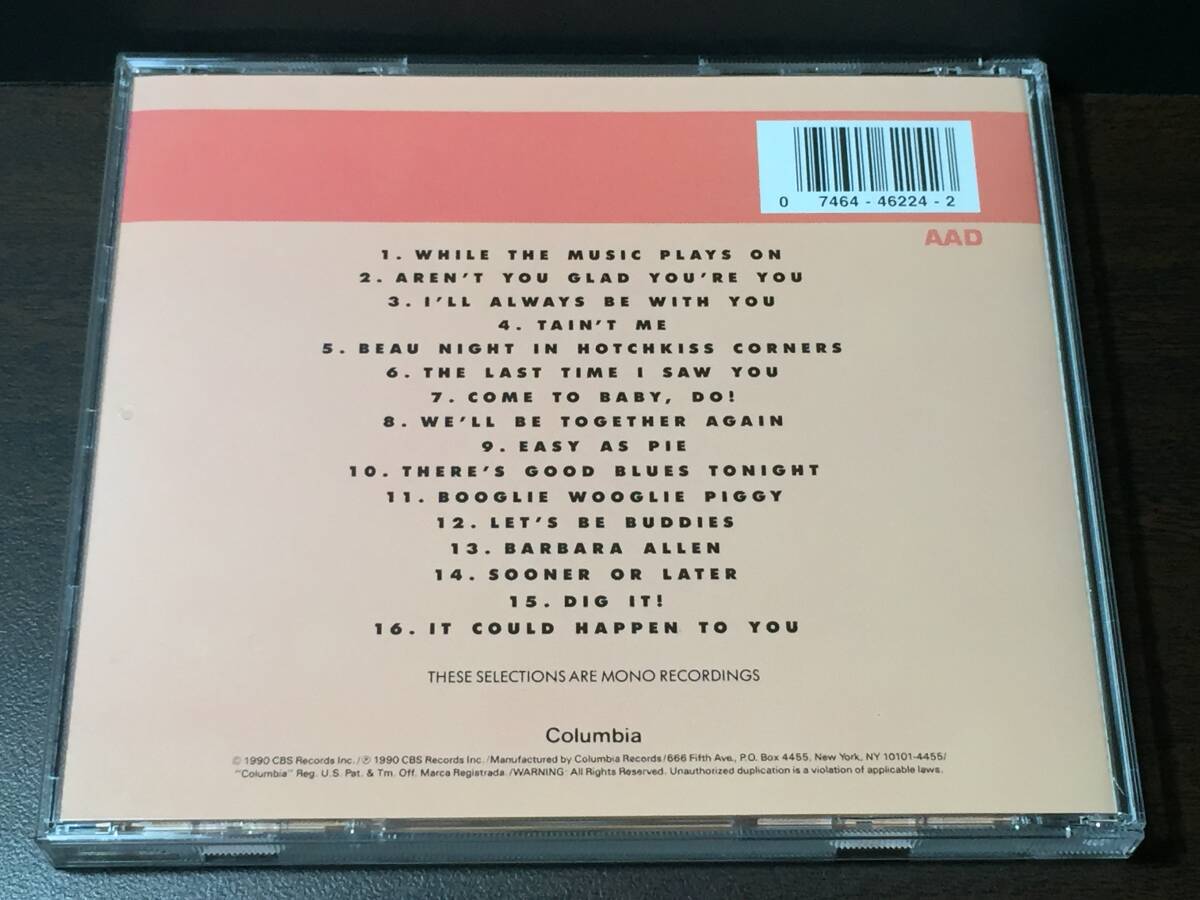 0 7464 - 46224 - 2
AAD
1. WHILE THE MUSIC PLAYS ON
2. AREN'T YOU GLAD YOU'RE YOU
3. I'LL ALWAYS BE WITH YOU
4. TAIN'T ME
5. BEAU NIGHT IN HOTCHKISS CORNERS
6. THE LAST TIME I SAW YOU
7. COME TO BABY, DO!
8. WE'LL BE TOGETHER AGAIN
9. EASY AS PIE
10. THERE'S GOOD BLUES TONIGHT
11. BOOGLIE WOOGLIE PIGGY
12. LET'S BE BUDDIES
13. BARBARA ALLEN
14. SOONER OR LATER
15. DIG IT!
16. IT COULD HAPPEN TO YOU
THESE SELECTIONS ARE MONO RECORDINGS
Columbia
© 1990 CBS Records Inc./℗ 1990 CBS Records Inc./Manufactured by Columbia Records/666 Fifth Ave., P.O. Box 4455, New York, NY 10101-4455/
"Columbia" Reg. U.S. Pat. & Tm. Off. Marca Registrada./WARNING: All Rights Reserved. Unauthorized duplication is a violation of applicable laws.